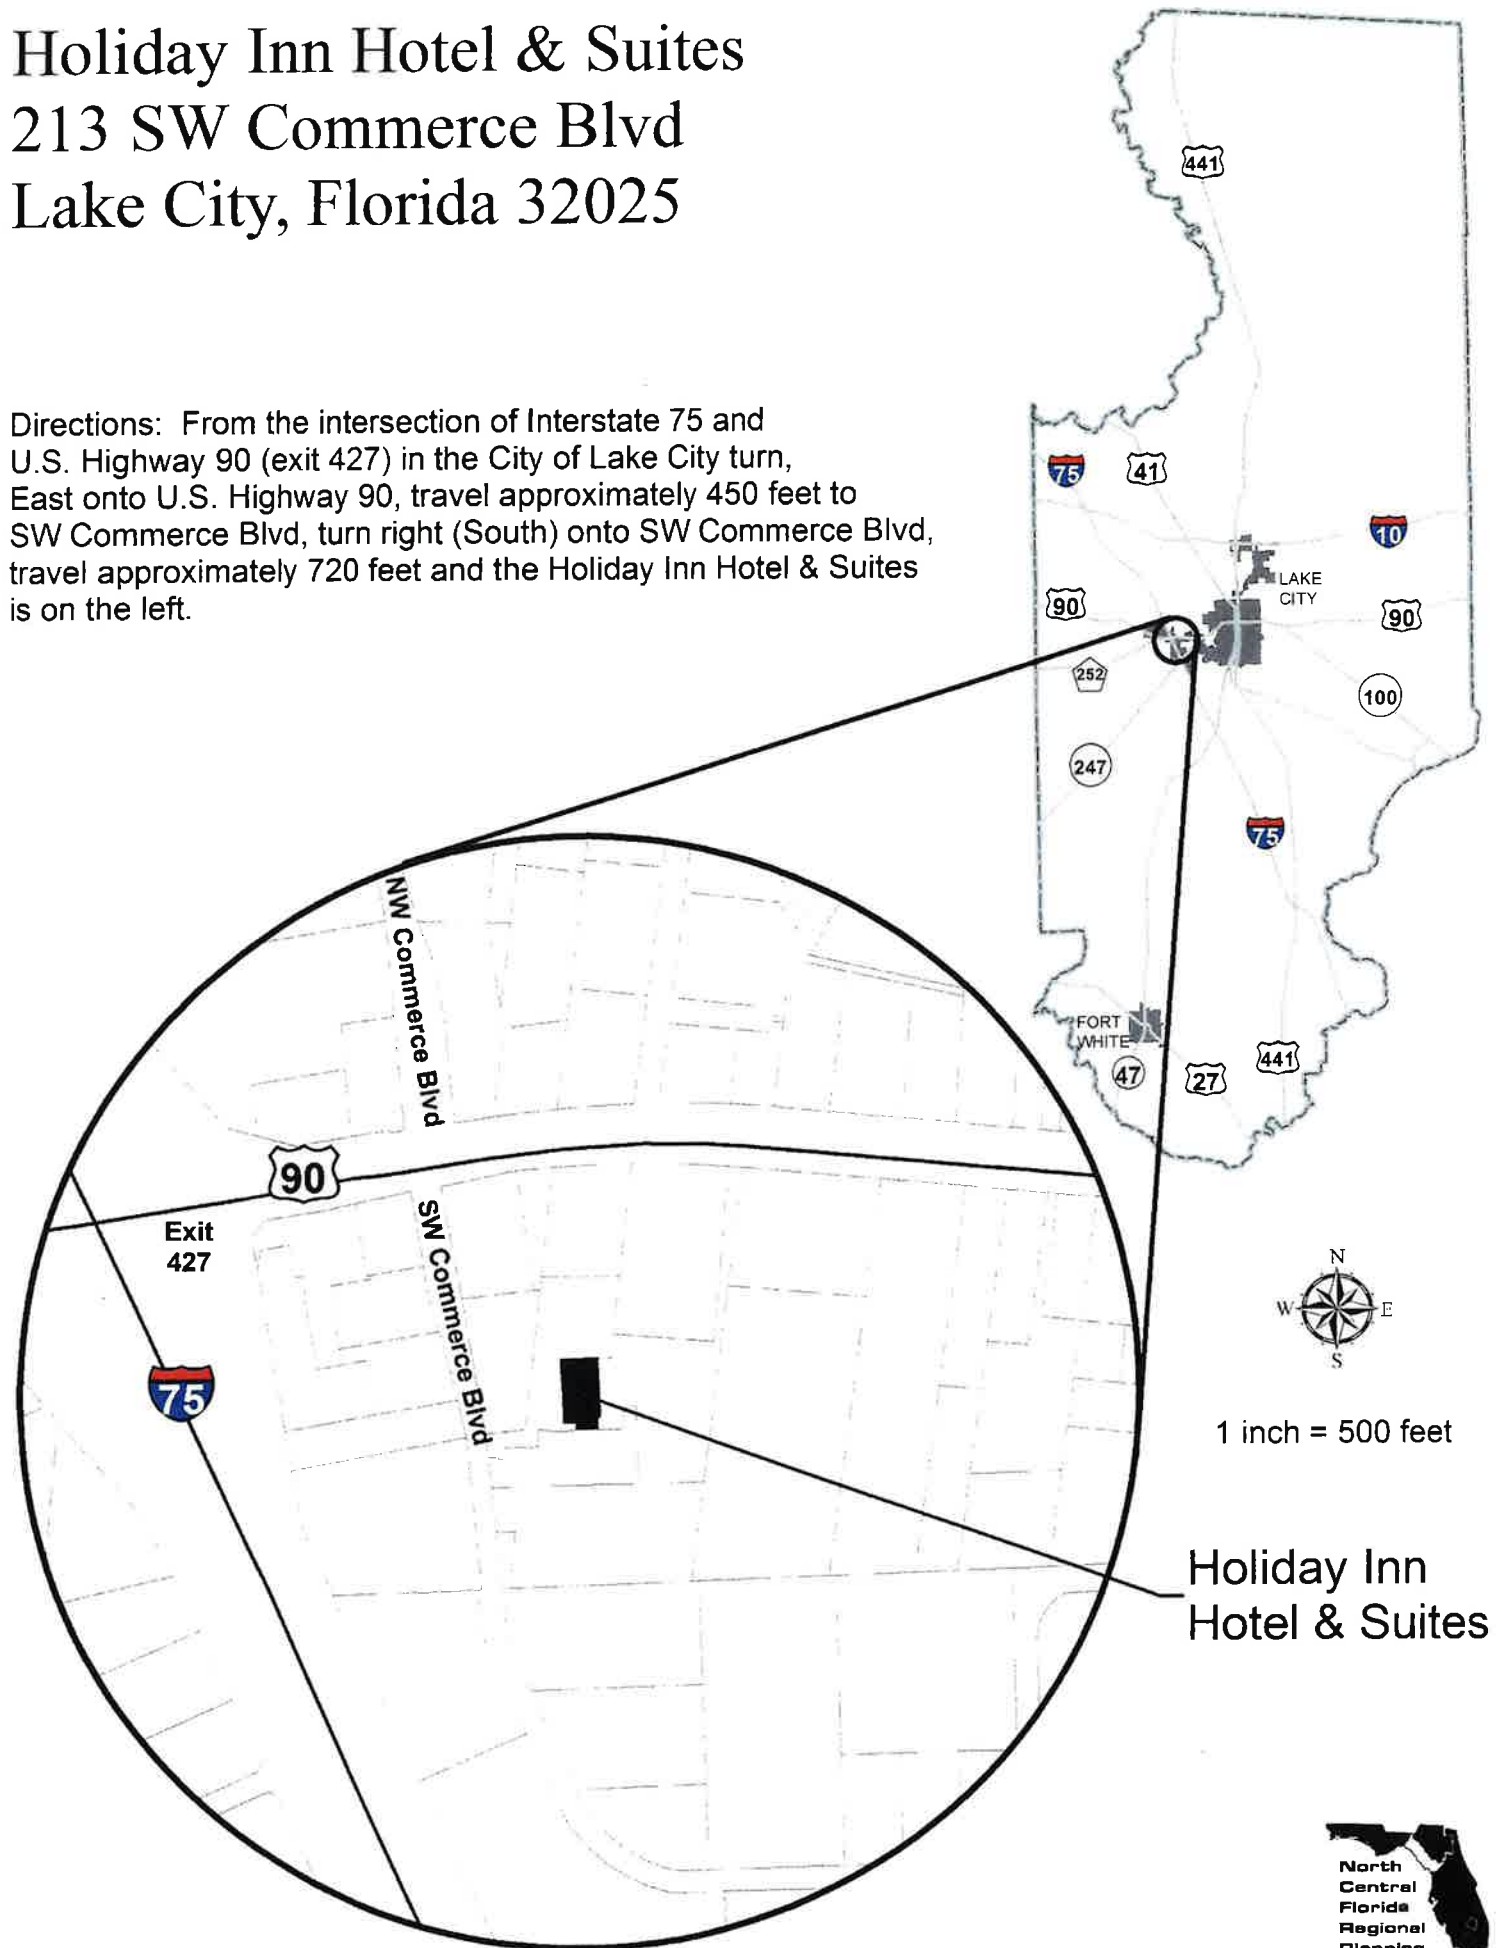 Holiday Inn Hotel & Suites
213 SW Commerce Blvd
Lake City, Florida 32025
Directions: From the intersection of Interstate 75 and
U.S. Highway 90 (exit 427) in the City of Lake City turn,
East onto U.S. Highway 90, travel approximately 450 feet to
SW Commerce Blvd, turn right (South) onto SW Commerce Blvd,
travel approximately 720 feet and the Holiday Inn Hotel & Suites
is on the left.
441
75
41
10
LAKE
CITY
90
90
252
100
247
75
FORT
WHITE
47
27
441
NW Commerce Blvd
90
Exit
427
SW Commerce Blvd
75
N
W
E
S
1 inch = 500 feet
Holiday Inn
Hotel & Suites
North
Central
Florida
Regional
Planning